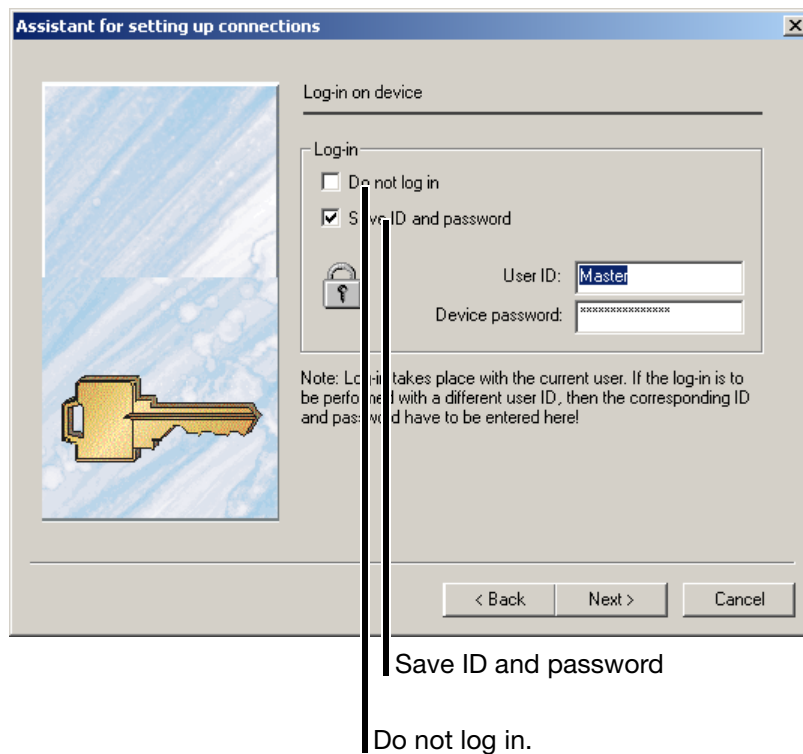 Assistant for setting up connections
Log-in on device
Log-in
Do not log in
Save ID and password
User ID: Master
Device password: ***************
Note: Log-in takes place with the current user. If the log-in is to
be performed with a different user ID, then the corresponding ID
and password have to be entered here!
< Back Next > Cancel
Save ID and password
Do not log in.